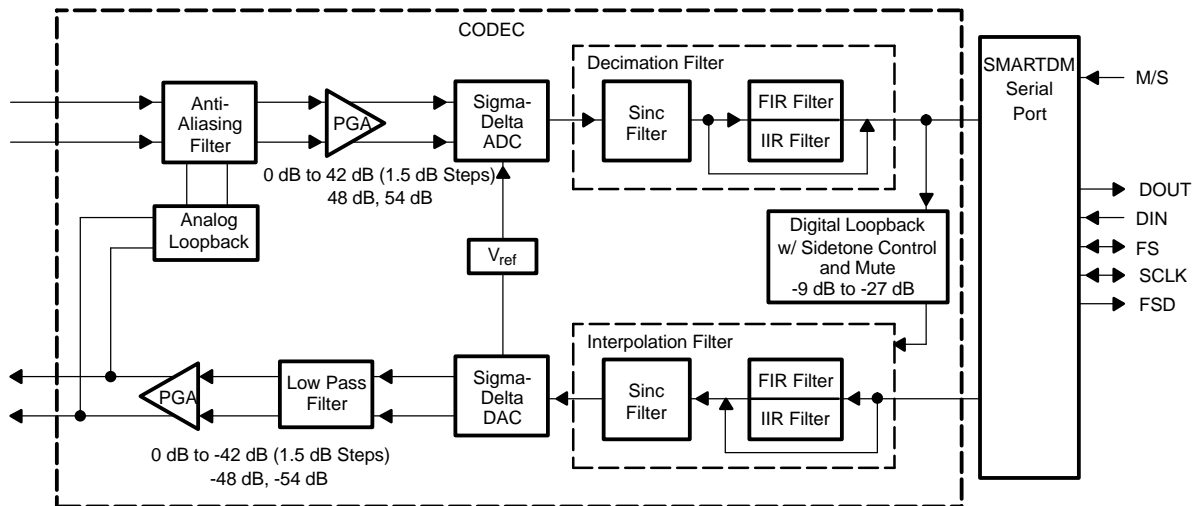 CODEC
Anti-
Aliasing
Filter
PGA
0 dB to 42 dB (1.5 dB Steps)
48 dB, 54 dB
Sigma-
Delta
ADC
Decimation Filter
Sinc
Filter
FIR Filter
IIR Filter
SMARTDM
Serial
Port
M/S
DOUT
DIN
FS
SCLK
FSD
Analog
Loopback
Vref
Digital Loopback
w/ Sidetone Control
and Mute
-9 dB to -27 dB
PGA
0 dB to -42 dB (1.5 dB Steps)
-48 dB, -54 dB
Low Pass
Filter
Sigma-
Delta
DAC
Interpolation Filter
Sinc
Filter
FIR Filter
IIR Filter